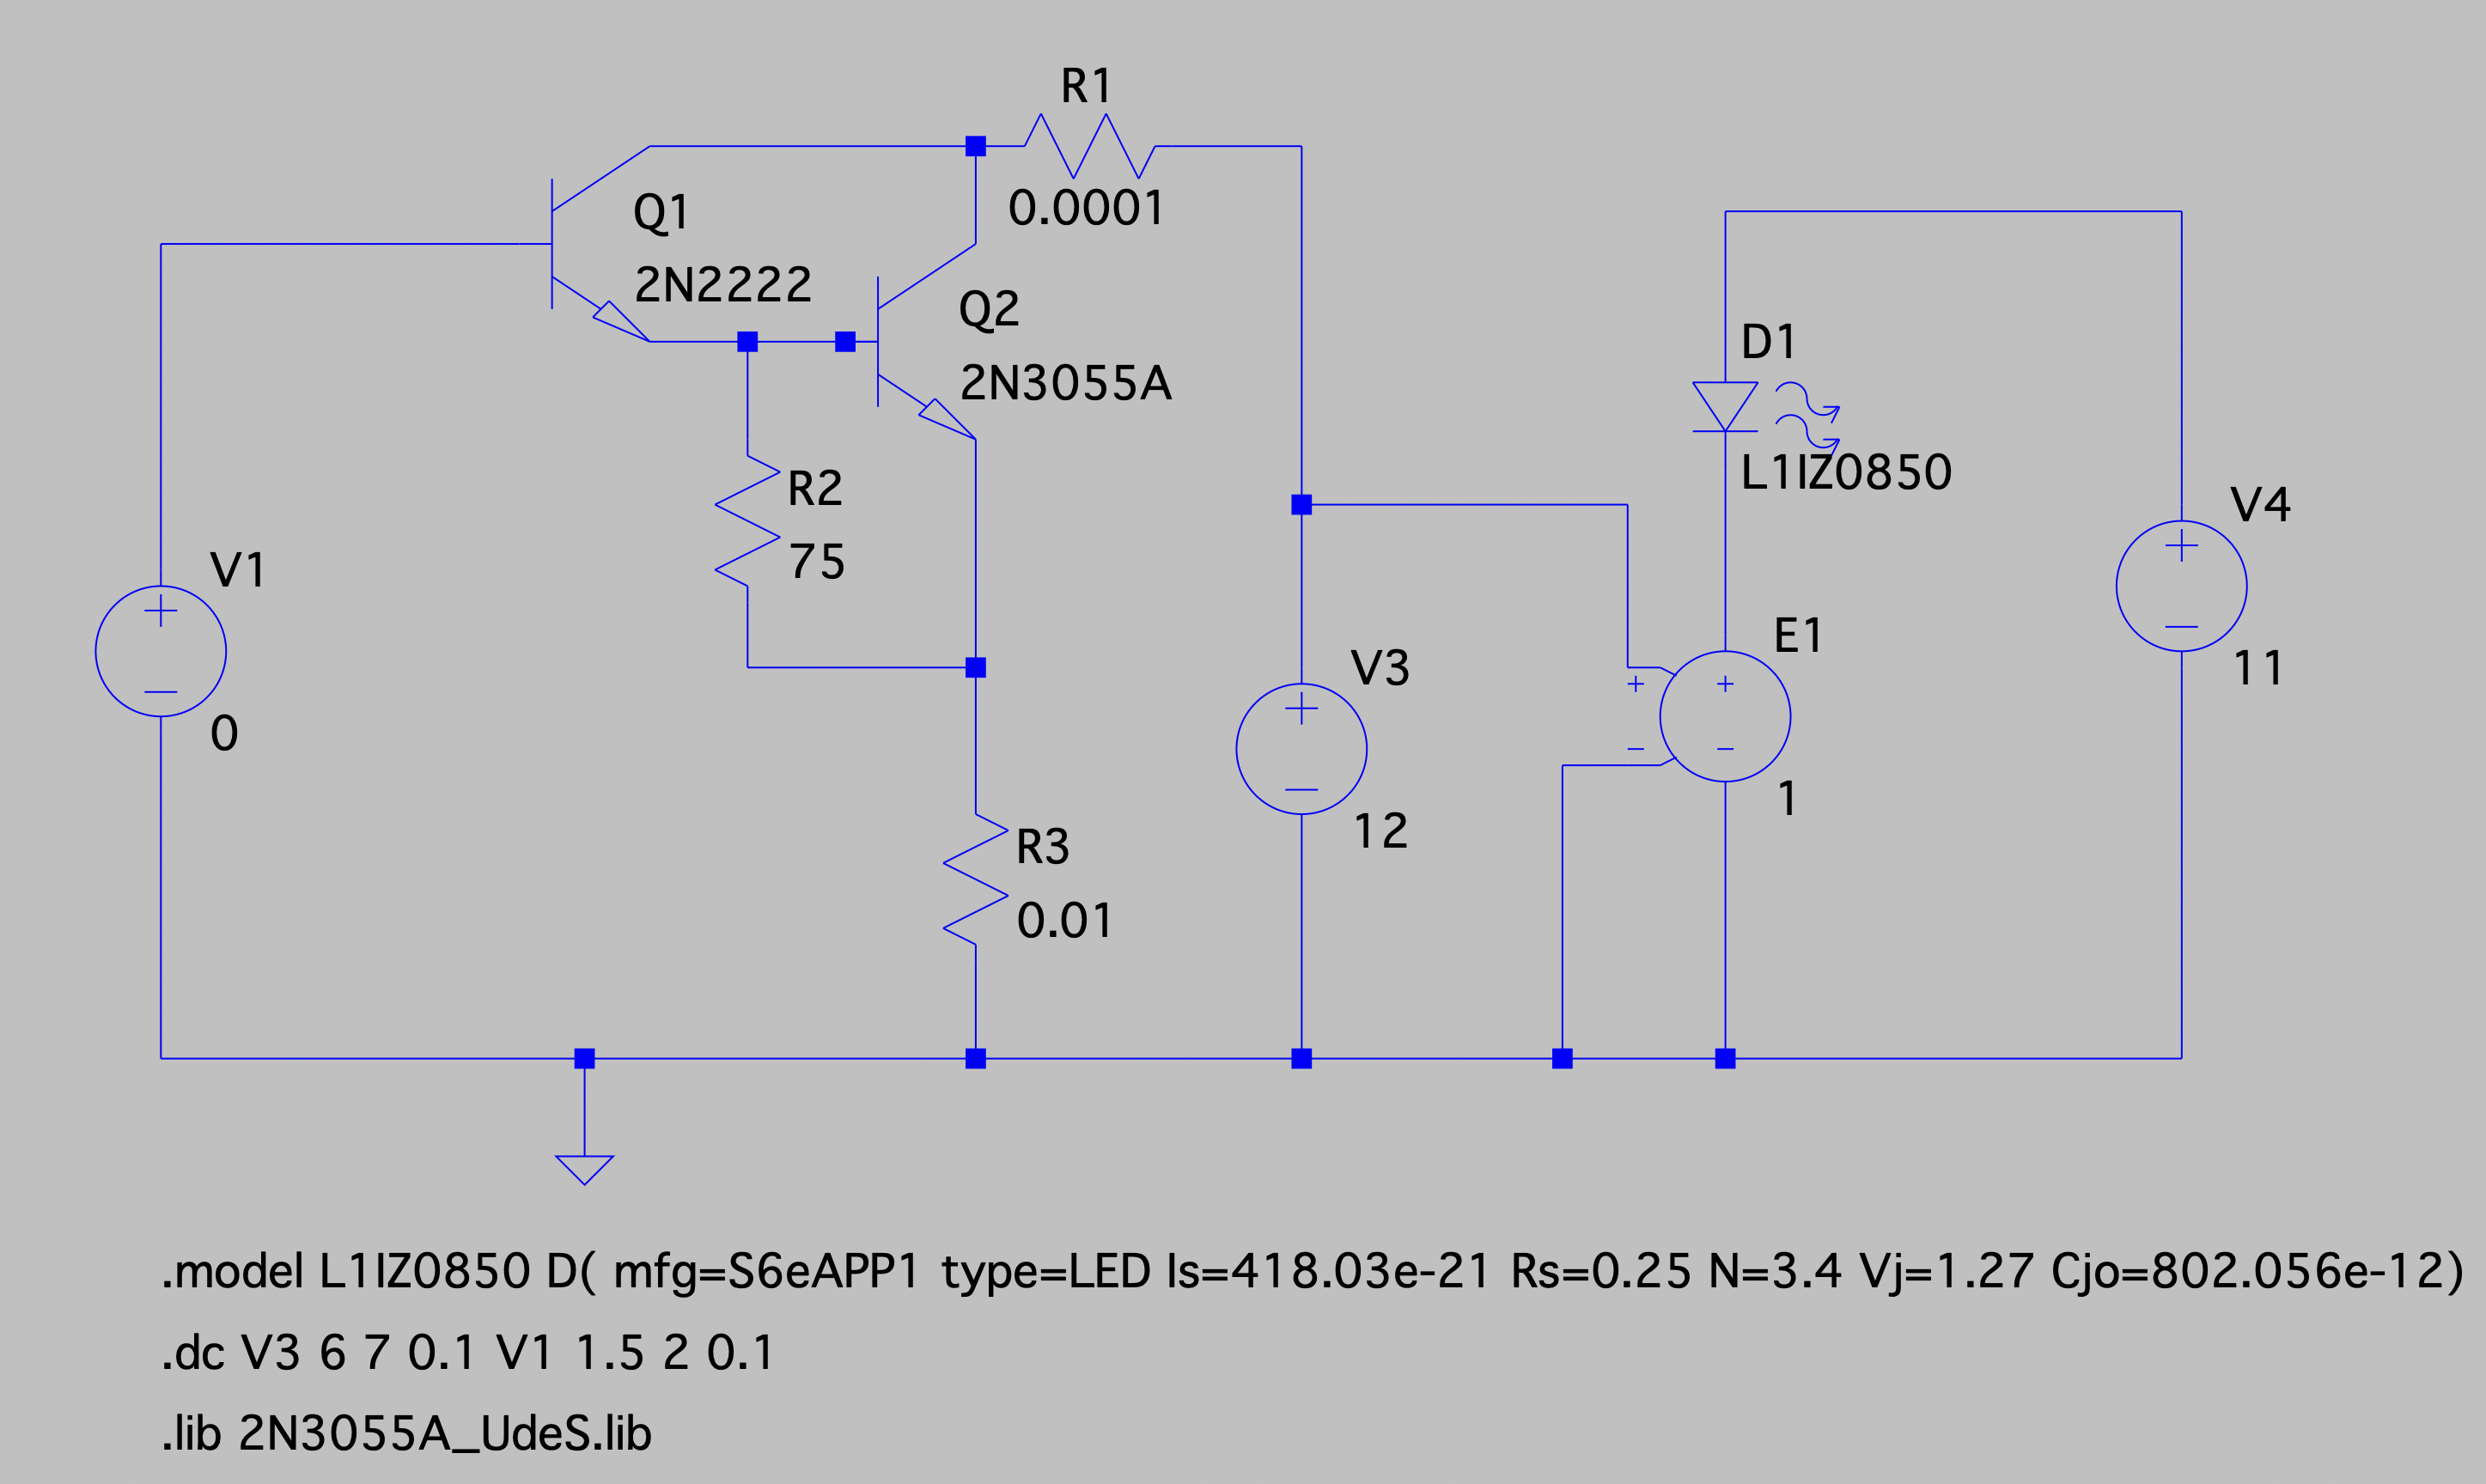 R1
0.0001
Q1
2N2222
Q2
2N3055A
D1
L1IZ0850
R2
75
V4
11
V1
0
E1
1
V3
12
R3
0.01
.model L1IZ0850 D( mfg=S6eAPP1 type=LED Is=418.03e-21 Rs=0.25 N=3.4 Vj=1.27 Cjo=802.056e-12)
.dc V3 6 7 0.1 V1 1.5 2 0.1
.lib 2N3055A_UdeS.lib